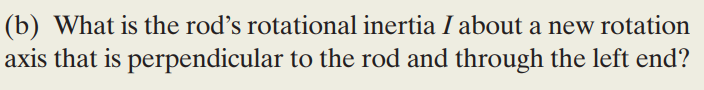 (b) What is the rod’s rotational inertia I about a new rotation
axis that is perpendicular to the rod and through the left end?